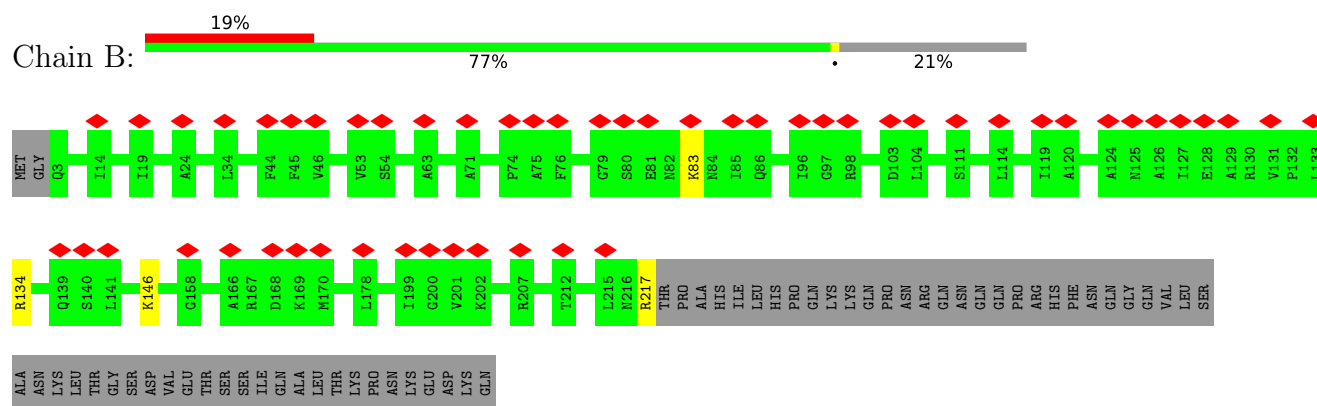 19%
Chain B:
77% • 21%
MET GLY Q3 I14 I19 A24 L34 F44 F45 V46 V53 S54 A63 A71 P74 A75 F76 G79 S80 E81 N82 K83 N84 I85 Q86 I96 G97 R98 D103 L104 S111 L114 I119 A120 A124 N125 A126 I127 E128 A129 R130 V131 P132 L133
R134 Q139 S140 L141 K146 G158 A166 R167 D168 K169 M170 L178 I199 G200 V201 K202 R207 T212 L215 N216 R217 THR PRO ALA HIS ILE LEU HIS PRO GLN LYS LYS GLN PRO ASN ARG GLN ASN GLN GLN PRO ARG HIS PHE ASN GLN GLY GLN VAL LEU SER
ALA ASN LYS LEU THR GLY SER ASP VAL GLU THR SER SER ILE GLN ALA LEU THR LYS PRO ASN LYS GLU ASP LYS GLN